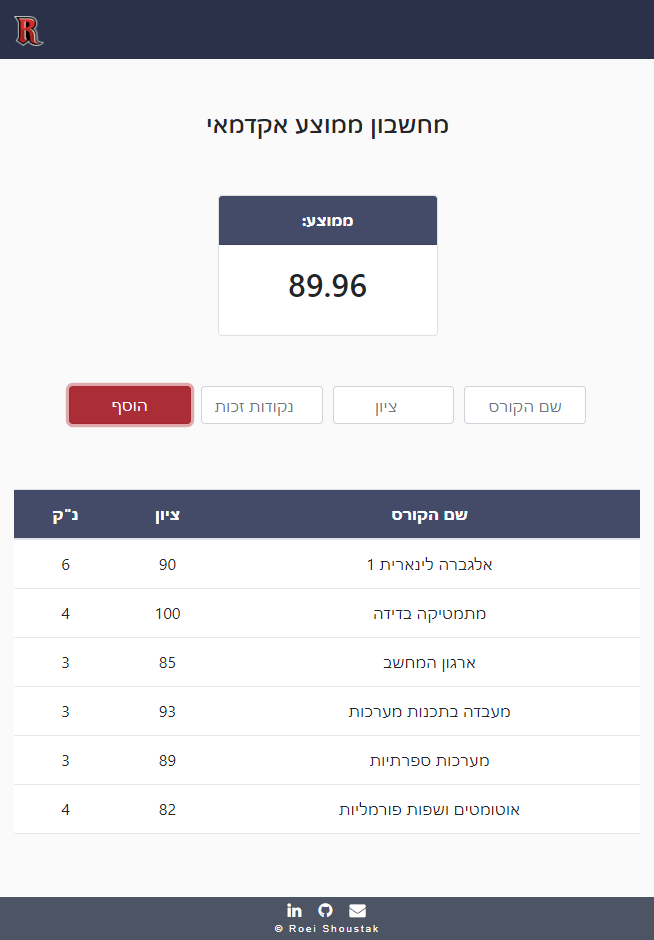 R
מחשבון ממוצע אקדמאי
ממוצע:
89.96
שם הקורס ציון נקודות זכות הוסף
שם הקורס ציון נ"ק
אלגברה לינארית 1 90 6
מתמטיקה בדידה 100 4
ארגון המחשב 85 3
מעבדה בתכנות מערכות 93 3
מערכות ספרתיות 89 3
אוטומטים ושפות פורמליות 82 4
in
© Roei Shoustak